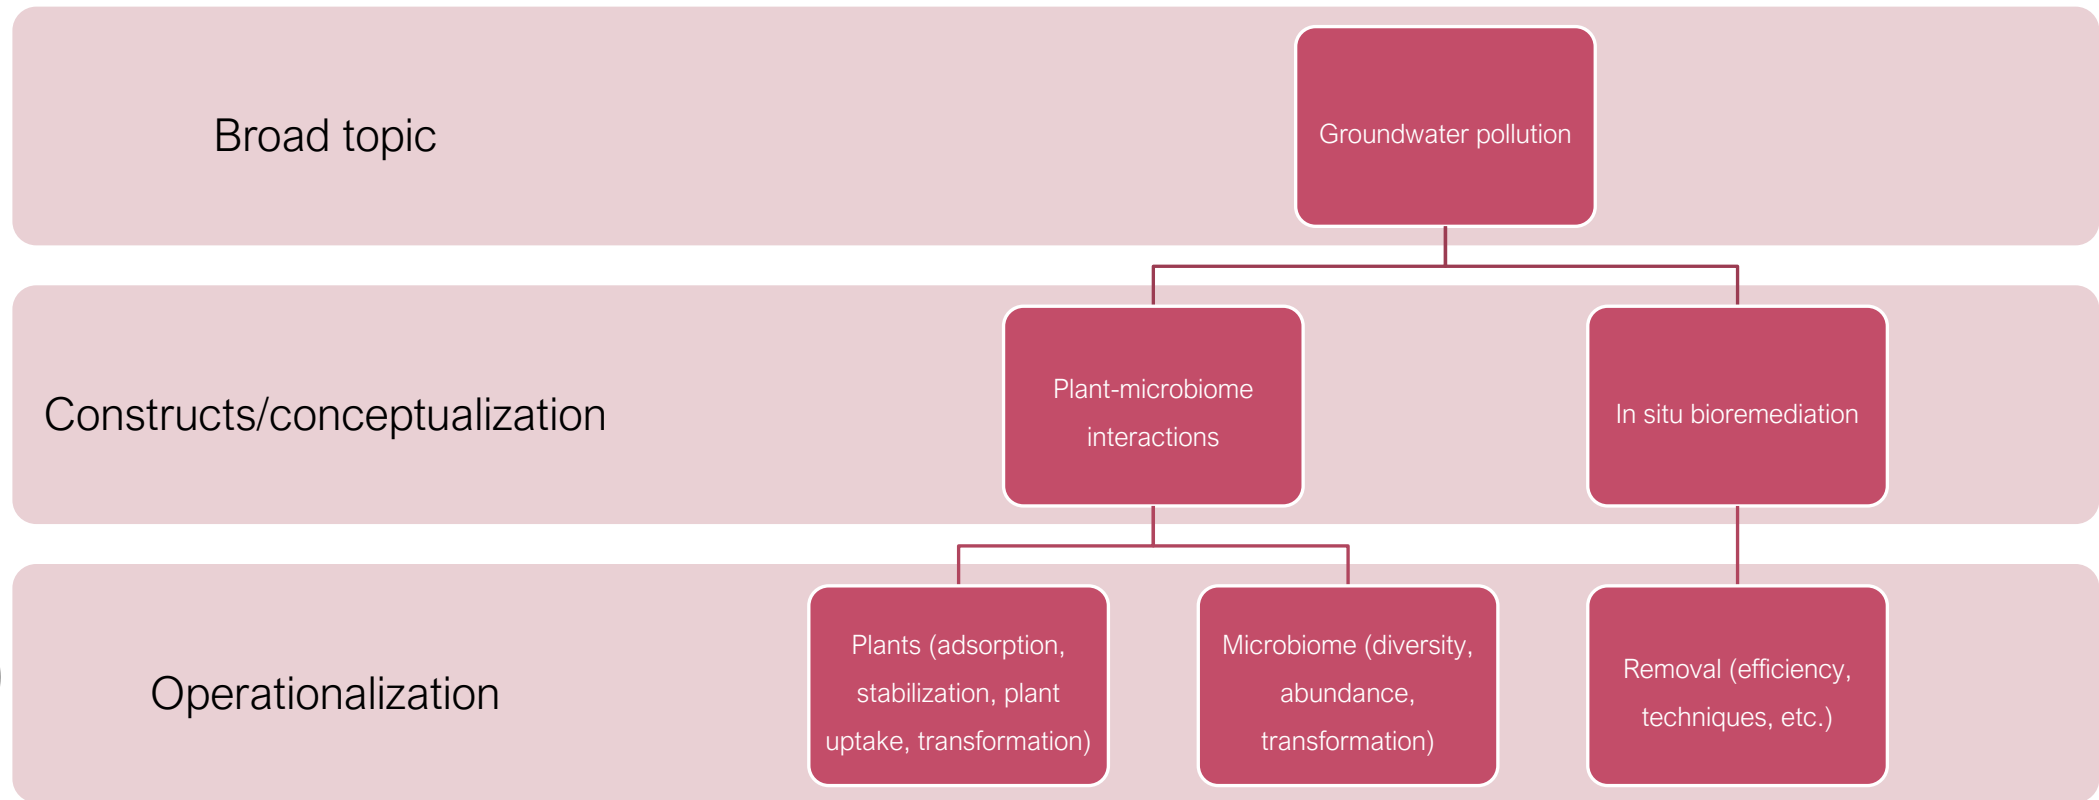 Broad topic
Groundwater pollution
Constructs/conceptualization
Plant-microbiome
interactions
In situ bioremediation
Operationalization
Plants (adsorption,
stabilization, plant
uptake, transformation)
Microbiome (diversity,
abundance,
transformation)
Removal (efficiency,
techniques, etc.)